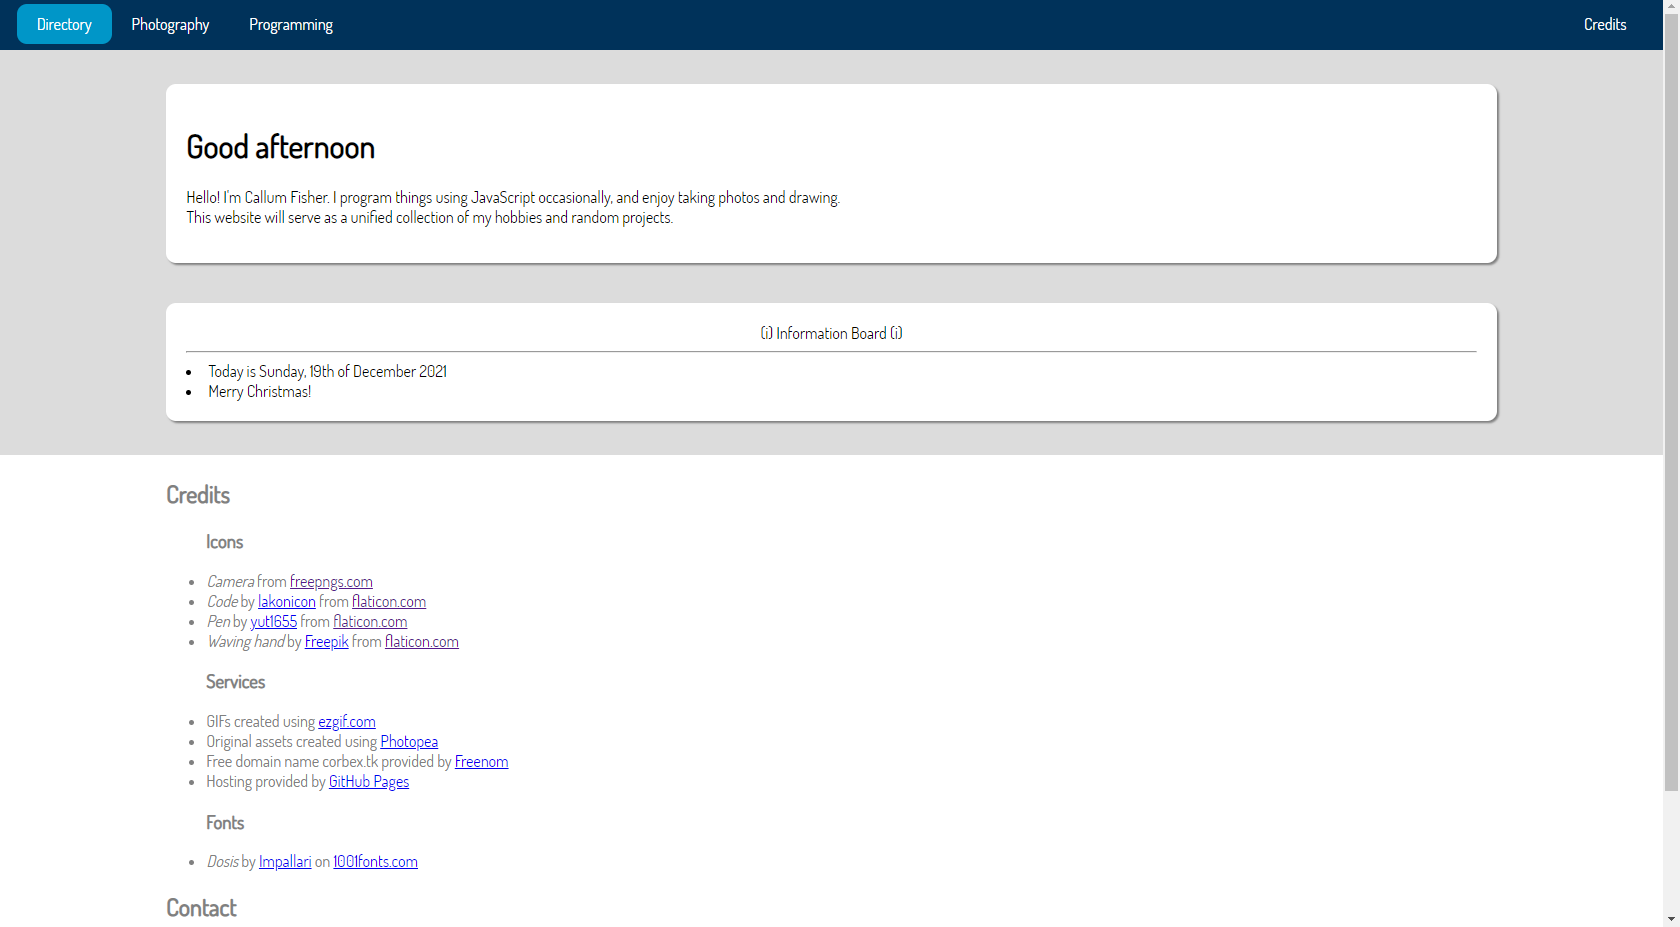 Directory Photography Programming Credits
Good afternoon
Hello! I'm Callum Fisher. I program things using JavaScript occasionally, and enjoy taking photos and drawing.
This website will serve as a unified collection of my hobbies and random projects.
(i) Information Board (i)
Today is Sunday, 19th of December 2021
Merry Christmas!
Credits
Icons
Camera from freepngs.com
Code by lakonicon from flaticon.com
Pen by yut1655 from flaticon.com
Waving hand by Freepik from flaticon.com
Services
GIFs created using ezgif.com
Original assets created using Photopea
Free domain name corbex.tk provided by Freenom
Hosting provided by GitHub Pages
Fonts
Dosis by Impallari on 1001fonts.com
Contact